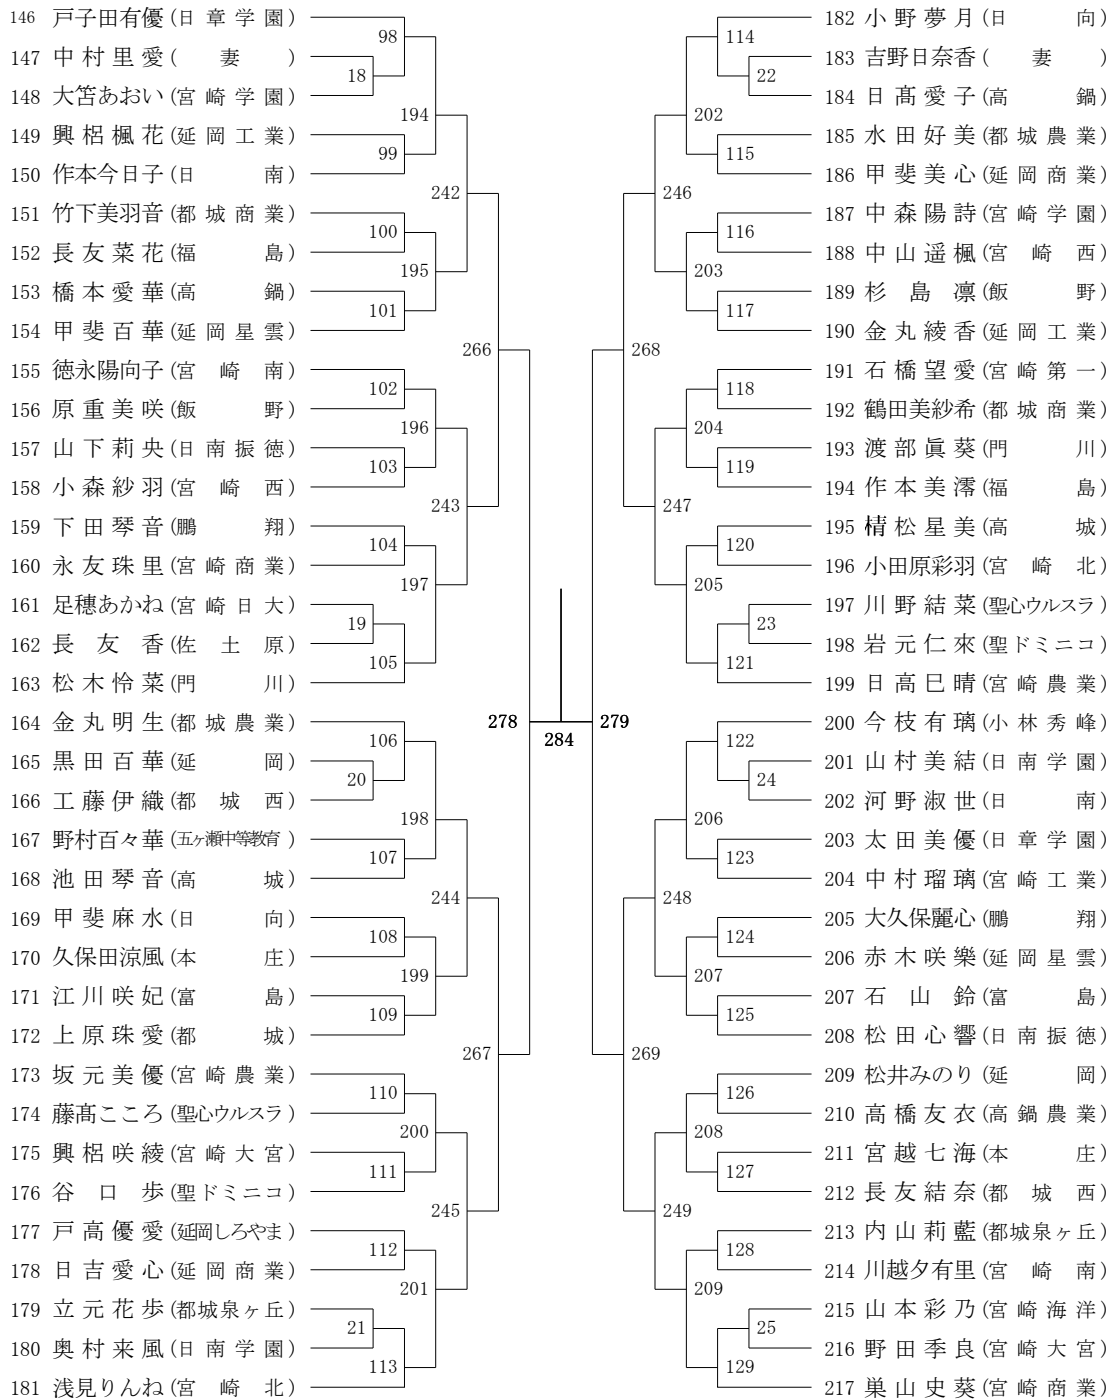 146 戸子田有優(日章学園)
147 中村里愛(　妻　)
148 大笘あおい(宮崎学園)
149 興梠楓花(延岡工業)
150 作本今日子(日南)
151 竹下美羽音(都城商業)
152 長友菜花(福島)
153 橋本愛華(高鍋)
154 甲斐百華(延岡星雲)
155 徳永陽向子(宮崎南)
156 原重美咲(飯野)
157 山下莉央(日南振徳)
158 小森紗羽(宮崎西)
159 下田琴音(鵬翔)
160 永友珠里(宮崎商業)
161 足穗あかね(宮崎日大)
162 長友香(佐土原)
163 松木怜菜(門川)
164 金丸明生(都城農業)
165 黒田百華(延岡)
166 工藤伊織(都城西)
167 野村百々華(五ヶ瀬中等教育)
168 池田琴音(高城)
169 甲斐麻水(日向)
170 久保田涼風(本庄)
171 江川咲妃(富島)
172 上原珠愛(都城)
173 坂元美優(宮崎農業)
174 藤髙こころ(聖心ウルスラ)
175 興梠咲綾(宮崎大宮)
176 谷口歩(聖ドミニコ)
177 戸高優愛(延岡しろやま)
178 日吉愛心(延岡商業)
179 立元花歩(都城泉ヶ丘)
180 奥村来風(日南学園)
181 浅見りんね(宮崎北)
98
18
194
99
242
100
195
101
266
102
196
103
243
104
197
19
105
278
106
20
198
107
244
108
199
109
267
110
200
111
245
112
201
21
113
284
279
114
22
202
115
246
116
203
117
268
118
204
119
247
120
205
23
121
122
24
206
123
248
124
207
125
269
126
208
127
249
128
209
25
129
182 小野夢月(日向)
183 吉野日奈香(　妻　)
184 日髙愛子(高鍋)
185 水田好美(都城農業)
186 甲斐美心(延岡商業)
187 中森陽詩(宮崎学園)
188 中山遥楓(宮崎西)
189 杉島凛(飯野)
190 金丸綾香(延岡工業)
191 石橋望愛(宮崎第一)
192 鶴田美紗希(都城商業)
193 渡部眞葵(門川)
194 作本美澪(福島)
195 松星美(高城)
196 小田原彩羽(宮崎北)
197 川野結菜(聖心ウルスラ)
198 岩元仁來(聖ドミニコ)
199 日高巳晴(宮崎農業)
200 今枝有璃(小林秀峰)
201 山村美結(日南学園)
202 河野淑世(日南)
203 太田美優(日章学園)
204 中村瑠璃(宮崎工業)
205 大久保麗心(鵬翔)
206 赤木咲樂(延岡星雲)
207 石山鈴(富島)
208 松田心響(日南振徳)
209 松井みのり(延岡)
210 高橋友衣(高鍋農業)
211 宮越七海(本庄)
212 長友結奈(都城西)
213 内山莉藍(都城泉ヶ丘)
214 川越夕有里(宮崎南)
215 山本彩乃(宮崎海洋)
216 野田季良(宮崎大宮)
217 巣山史葵(宮崎商業)